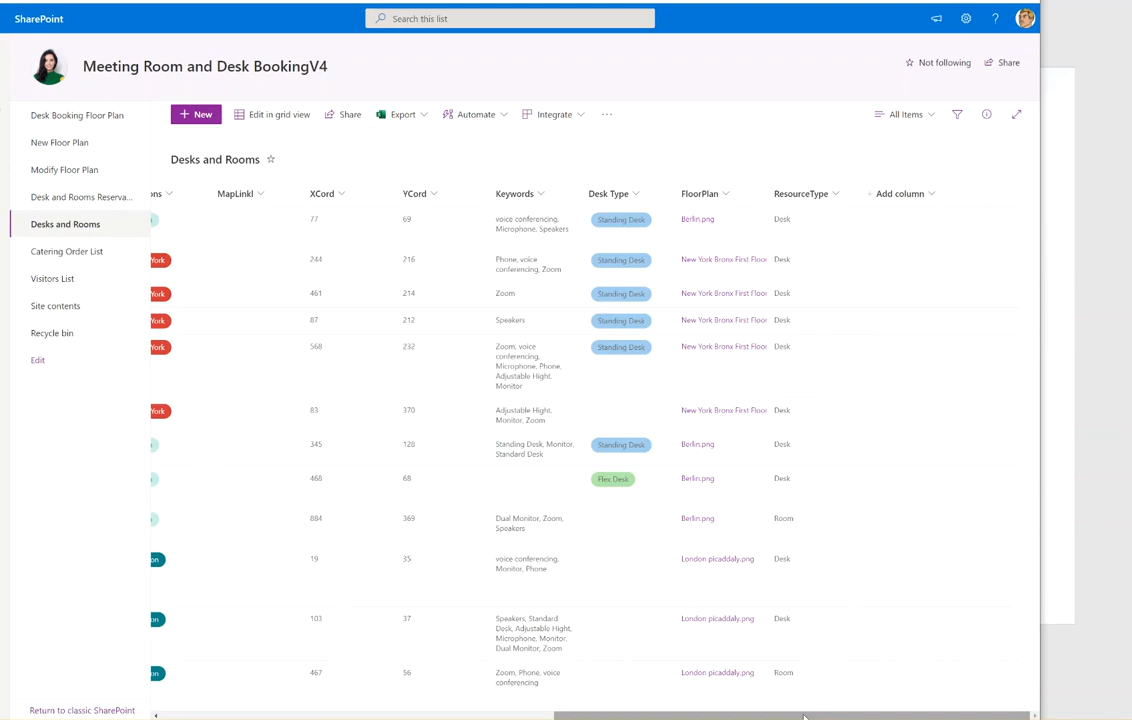 SharePoint
Search this list
Meeting Room and Desk BookingV4
Not following
Share
Desk Booking Floor Plan
New Floor Plan
Modify Floor Plan
Desk and Rooms Reserva...
Desks and Rooms
Catering Order List
Visitors List
Site contents
Recycle bin
Edit
Return to classic SharePoint
+ New
Edit in grid view
Share
Export
Automate
Integrate
...
All Items
Desks and Rooms
ons MapLinkl XCord YCord Keywords Desk Type FloorPlan ResourceType + Add column
77 69 voice conferencing, Standing Desk Berlin.png Desk
Microphone, Speakers
York 244 216 Phone, voice Standing Desk New York Bronx First Floor Desk
conferencing, Zoom
York 461 214 Zoom Standing Desk New York Bronx First Floor Desk
York 87 212 Speakers Standing Desk New York Bronx First Floor Desk
York 568 232 Zoom, voice Standing Desk New York Bronx First Floor Desk
conferencing,
Microphone, Phone,
Adjustable Hight,
Monitor
York 83 370 Adjustable Hight, New York Bronx First Floor Desk
Monitor, Zoom
345 128 Standing Desk, Monitor, Standing Desk Berlin.png Desk
Standard Desk
468 68 Flex Desk Berlin.png Desk
884 369 Dual Monitor, Zoom, Berlin.png Room
Speakers
on 19 35 voice conferencing, London picaddaly.png Desk
Monitor, Phone
on 103 37 Speakers, Standard London picaddaly.png Desk
Desk, Adjustable Hight,
Microphone, Monitor,
Dual Monitor, Zoom
on 467 56 Zoom, Phone, voice London picaddaly.png Room
conferencing